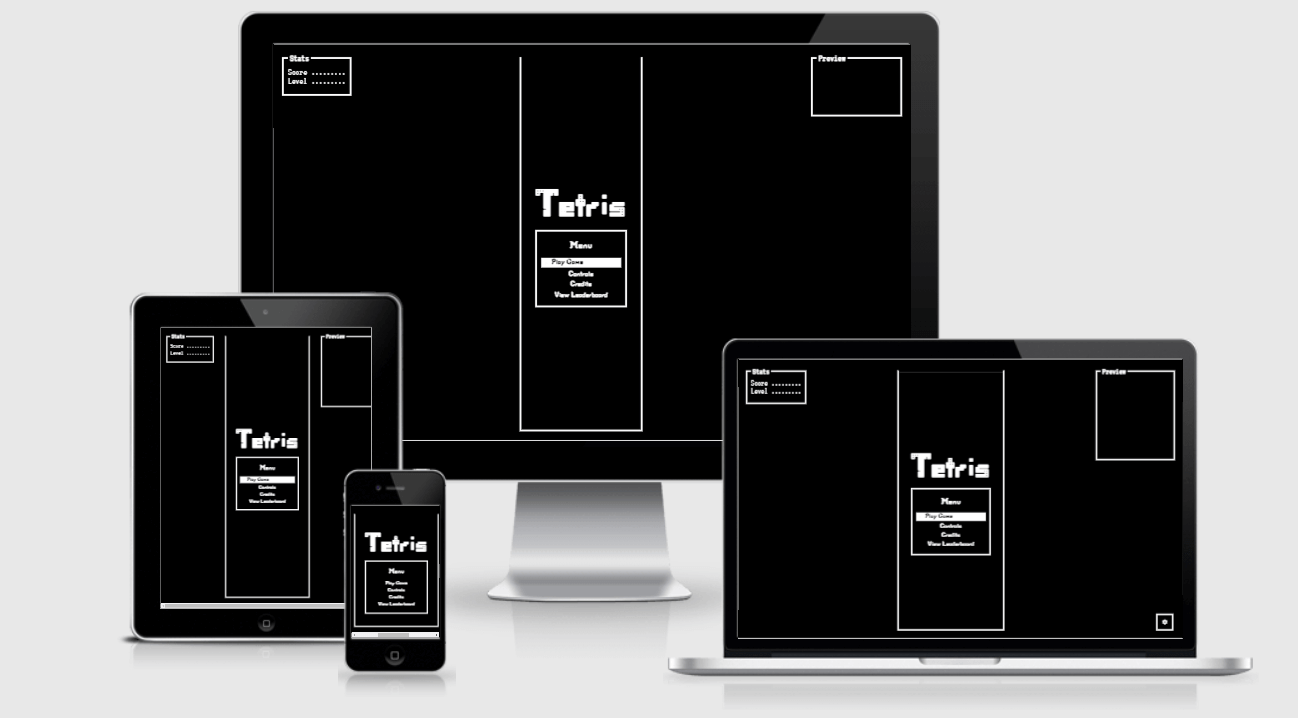 Stats
Score .........
Level .........
Preview
Tetris
Menu
Play Game
Controls
Credits
View Leaderboard
Stats
Score .........
Level .........
Preview
Tetris
Menu
Play Game
Controls
Credits
View Leaderboard
Tetris
Menu
Play Game
Controls
Credits
View Leaderboard
Stats
Score .........
Level .........
Preview
Tetris
Menu
Play Game
Controls
Credits
View Leaderboard